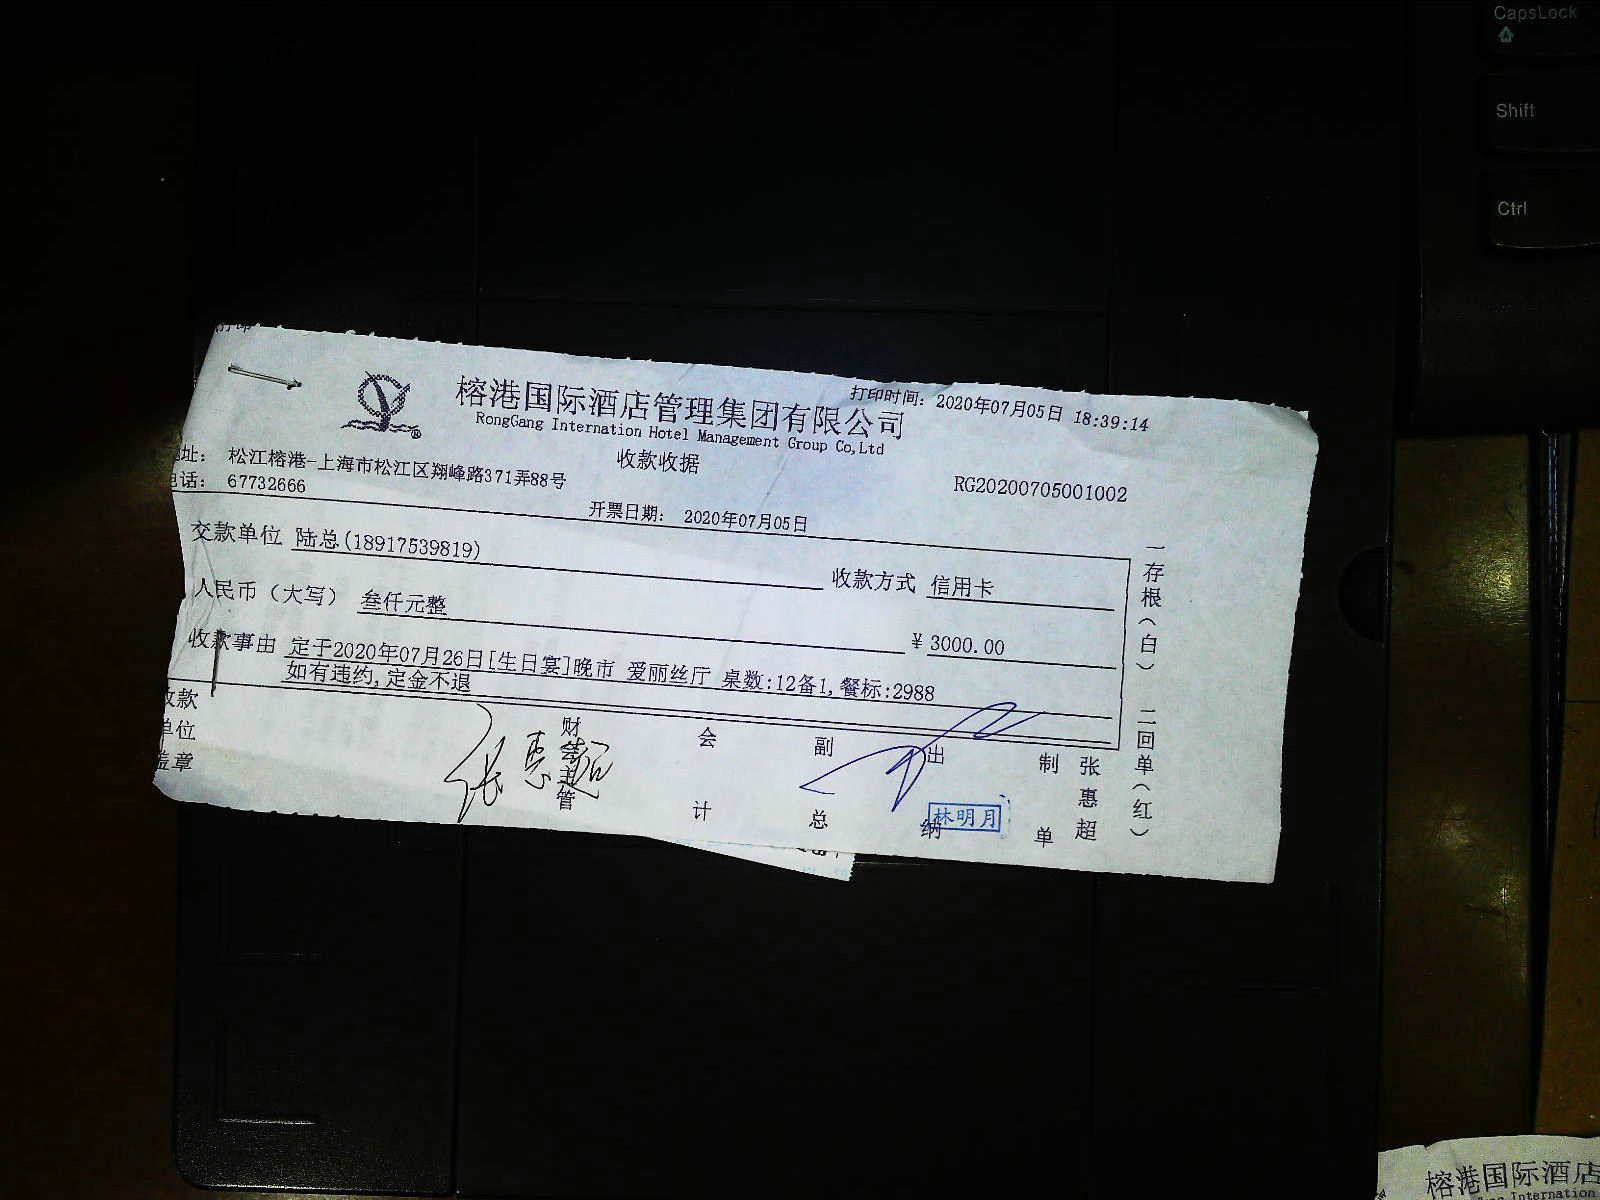 CapsLock
Shift
Ctrl
打印时间: 2020年07月05日 18:39:14
榕港国际酒店管理集团有限公司
RongGang Internation Hotel Management Group Co,Ltd
收款收据
址: 松江榕港-上海市松江区翔峰路371弄88号
RG20200705001002
电话: 67732666
开票日期: 2020年07月05日
交款单位 陆总(18917539819)
收款方式 信用卡
人民币（大写） 叁仟元整
¥ 3000.00
收款事由 定于2020年07月26日[生日宴]晚市 爱丽丝厅 桌数:12备1,餐标:2988
如有违约,定金不退
收款单位盖章
财会主管
张惠超
会计
副总
出纳
林明月
制单
张惠超
一存根（白）
二回单（红）
榕港国际酒店
Internation